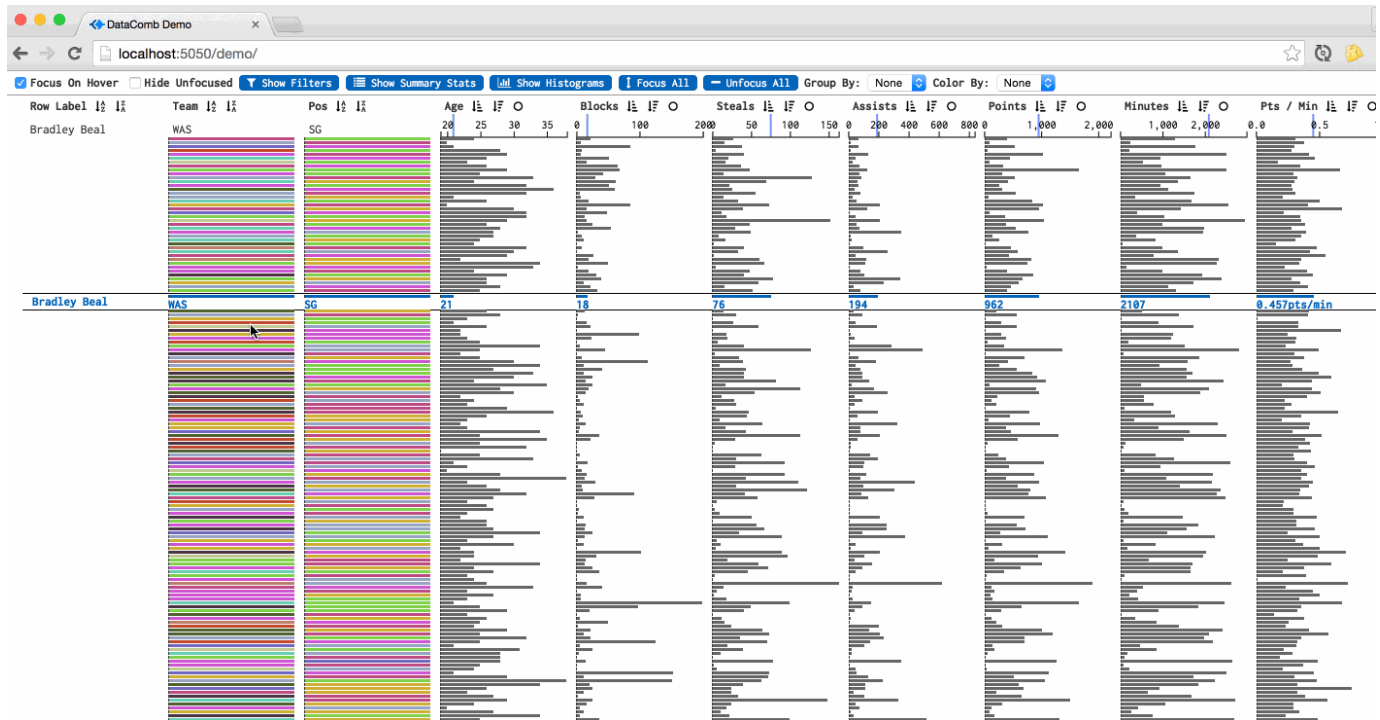 DataComb Demo
localhost:5050/demo/
Focus On Hover Hide Unfocused Show Filters Show Summary Stats Show Histograms Focus All Unfocus All Group By: None Color By: None
Row Label Team Pos Age Blocks Steals Assists Points Minutes Pts / Min
20 25 30 35 0 100 200 0 50 100 150 0 200 400 600 800 0 1,000 2,000 1,000 2,000 0.0 0.5
Bradley Beal WAS SG
Bradley Beal WAS SG 21 18 76 194 962 2107 0.457pts/min